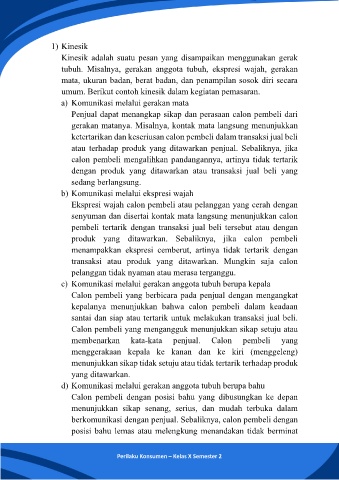 1) Kinesik
Kinesik adalah suatu pesan yang disampaikan menggunakan gerak
tubuh. Misalnya, gerakan anggota tubuh, ekspresi wajah, gerakan
mata, ukuran badan, berat badan, dan penampilan sosok diri secara
umum. Berikut contoh kinesik dalam kegiatan pemasaran.
a) Komunikasi melalui gerakan mata
Penjual dapat menangkap sikap dan perasaan calon pembeli dari
gerakan matanya. Misalnya, kontak mata langsung menunjukkan
ketertarikan dan keseriusan calon pembeli dalam transaksi jual beli
atau terhadap produk yang ditawarkan penjual. Sebaliknya, jika
calon pembeli mengalihkan pandangannya, artinya tidak tertarik
dengan produk yang ditawarkan atau transaksi jual beli yang
sedang berlangsung.
b) Komunikasi melalui ekspresi wajah
Ekspresi wajah calon pembeli atau pelanggan yang cerah dengan
senyuman dan disertai kontak mata langsung menunjukkan calon
pembeli tertarik dengan transaksi jual beli tersebut atau dengan
produk yang ditawarkan. Sebaliknya, jika calon pembeli
menampakkan ekspresi cemberut, artinya tidak tertarik dengan
transaksi atau produk yang ditawarkan. Mungkin saja calon
pelanggan tidak nyaman atau merasa terganggu.
c) Komunikasi melalui gerakan anggota tubuh berupa kepala
Calon pembeli yang berbicara pada penjual dengan mengangkat
kepalanya menunjukkan bahwa calon pembeli dalam keadaan
santai dan siap atau tertarik untuk melakukan transaksi jual beli.
Calon pembeli yang mengangguk menunjukkan sikap setuju atau
membenarkan kata-kata penjual. Calon pembeli yang
menggerakaan kepala ke kanan dan ke kiri (menggeleng)
menunjukkan sikap tidak setuju atau tidak tertarik terhadap produk
yang ditawarkan.
d) Komunikasi melalui gerakan anggota tubuh berupa bahu
Calon pembeli dengan posisi bahu yang dibusungkan ke depan
menunjukkan sikap senang, serius, dan mudah terbuka dalam
berkomunikasi dengan penjual. Sebaliknya, calon pembeli dengan
posisi bahu lemas atau melengkung menandakan tidak berminat
Perilaku Konsumen – Kelas X Semester 2